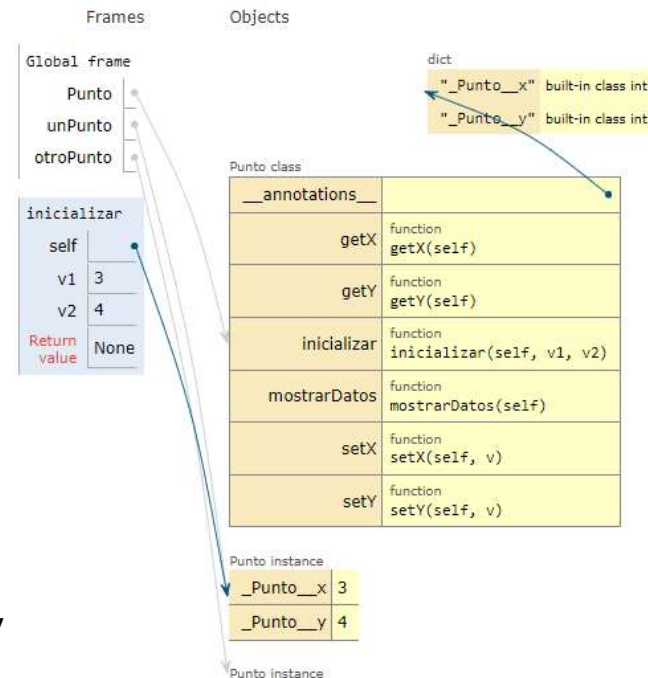 Frames
Objects
Global frame
Punto
unPunto
otroPunto
inicializar
self
v1 3
v2 4
Return value None
dict
"_Punto__x" built-in class int
"_Punto__y" built-in class int
Punto class
__annotations__
getX function
getX(self)
getY function
getY(self)
inicializar function
inicializar(self, v1, v2)
mostrarDatos function
mostrarDatos(self)
setX function
setX(self, v)
setY function
setY(self, v)
Punto instance
_Punto__x 3
_Punto__y 4
y
Punto instance